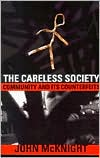 THE CARELESS SOCIETY
COMMUNITY AND ITS COUNTERFEITS
JOHN McKNIGHT